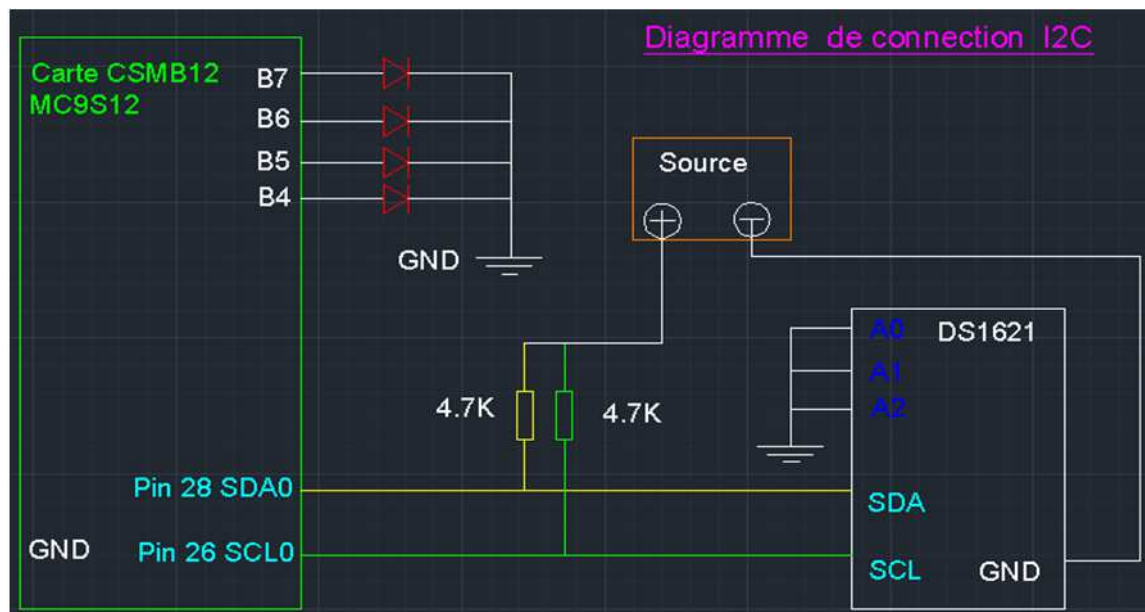 Diagramme de connection I2C
Carte CSMB12
MC9S12
B7
B6
B5
B4
GND
Source
A0
DS1621
A1
A2
4.7K
4.7K
Pin 28 SDA0
SDA
GND
Pin 26 SCL0
SCL
GND